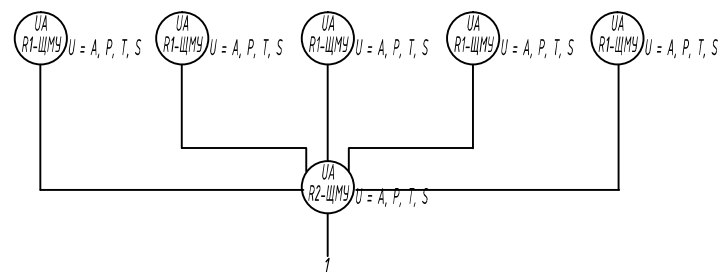 UA UA UA UA UA
R1-ЩМУ U = A, P, T, S R1-ЩМУ U = A, P, T, S R1-ЩМУ U = A, P, T, S R1-ЩМУ U = A, P, T, S R1-ЩМУ U = A, P, T, S
UA
R2-ЩМУ U = A, P, T, S
1